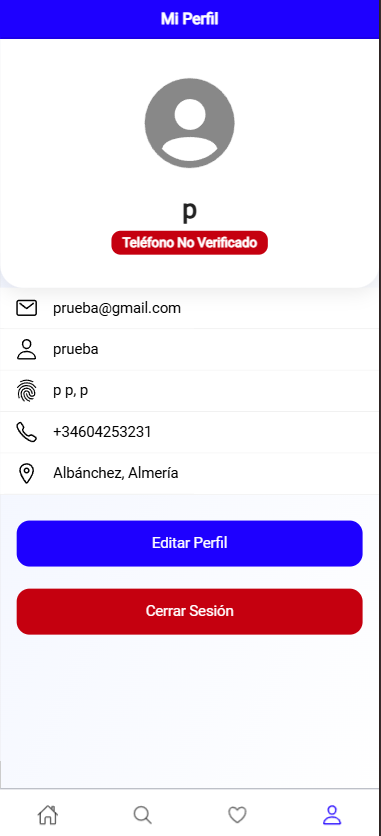 Mi Perfil
p
Teléfono No Verificado
prueba@gmail.com
prueba
p p, p
+34604253231
Albánchez, Almería
Editar Perfil
Cerrar Sesión